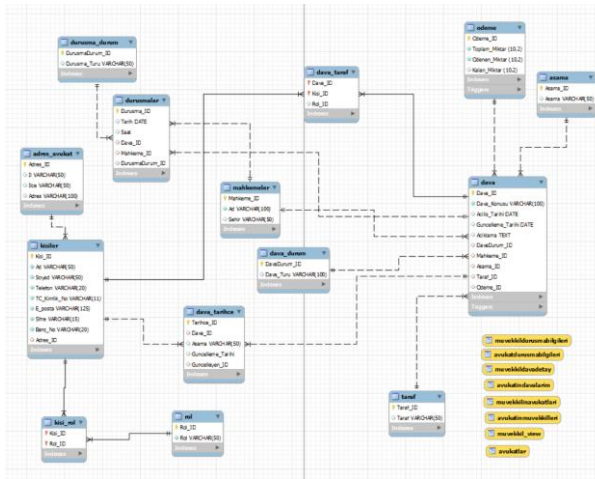 durusma_durum
DurusmaDurum_ID
Durusma_Turu VARCHAR(50)
Indexes
durusmalar
Durusma_ID
Tarih DATE
Saat
Dava_ID
Mahkeme_ID
DurusmaDurum_ID
Indexes
adres_avukat
Adres_ID
Il VARCHAR(50)
Ilce VARCHAR(50)
Adres VARCHAR(100)
Indexes
kisiler
Kisi_ID
Ad VARCHAR(50)
Soyad VARCHAR(50)
Telefon VARCHAR(20)
TC_Kimlik_No VARCHAR(11)
E_posta VARCHAR(125)
Sifre VARCHAR(15)
Baro_No VARCHAR(20)
Adres_ID
Indexes
kisi_rol
Kisi_ID
Rol_ID
Indexes
rol
Rol_ID
Rol VARCHAR(50)
Indexes
dava_taraf
Dava_ID
Kisi_ID
Rol_ID
Indexes
mahkemeler
Mahkeme_ID
Ad VARCHAR(100)
Sehir VARCHAR(50)
Indexes
dava_durum
DavaDurum_ID
Dava_Turu VARCHAR(100)
Indexes
dava_tarihce
Tarihce_ID
Dava_ID
Asama VARCHAR(50)
Guncelleme_Tarihi
Guncelleyen_ID
Indexes
odeme
Odeme_ID
Toplam_Miktar (10,2)
Odenen_Miktar (10,2)
Kalan_Miktar (10,2)
Indexes
Triggers
asama
Asama_ID
Asama VARCHAR(50)
Indexes
dava
Dava_ID
Dava_Konusu VARCHAR(100)
Acilis_Tarihi DATE
Guncelleme_Tarihi DATE
Aciklama TEXT
DavaDurum_ID
Mahkeme_ID
Asama_ID
Taraf_ID
Odeme_ID
Indexes
Triggers
taraf
Taraf_ID
Taraf VARCHAR(50)
Indexes
muvekkildurusmabilgileri
avukatdurusmabilgileri
muvekkildavadetay
avukatindavalarim
muvekkilinavukatlari
avukatinmuvekkilleri
muvekkil_view
avukatlar